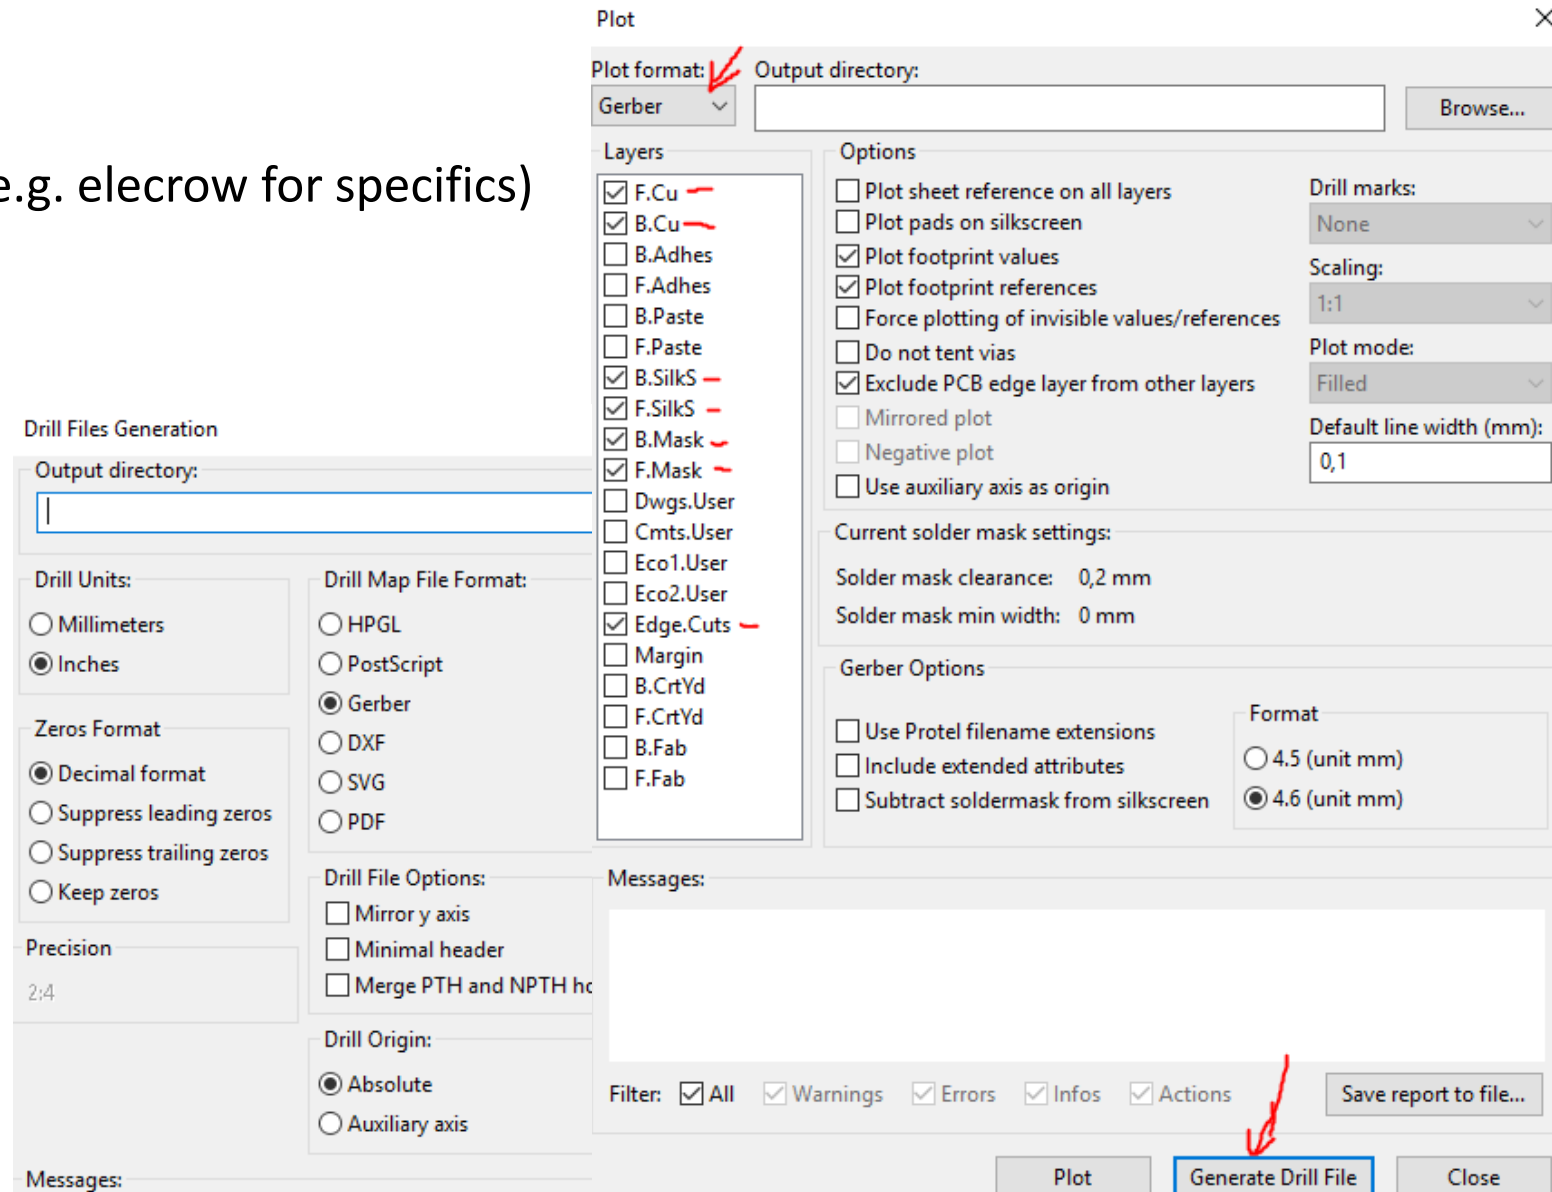 e.g. elecrow for specifics)
Plot
Plot format:
Output directory:
Gerber
Browse...
Layers
F.Cu
B.Cu
B.Adhes
F.Adhes
B.Paste
F.Paste
B.SilkS
F.SilkS
B.Mask
F.Mask
Dwgs.User
Cmts.User
Eco1.User
Eco2.User
Edge.Cuts
Margin
B.CrtYd
F.CrtYd
B.Fab
F.Fab
Options
Plot sheet reference on all layers
Plot pads on silkscreen
Plot footprint values
Plot footprint references
Force plotting of invisible values/references
Do not tent vias
Exclude PCB edge layer from other layers
Mirrored plot
Negative plot
Use auxiliary axis as origin
Drill marks:
None
Scaling:
1:1
Plot mode:
Filled
Default line width (mm):
0,1
Current solder mask settings:
Solder mask clearance: 0,2 mm
Solder mask min width: 0 mm
Gerber Options
Use Protel filename extensions
Include extended attributes
Subtract soldermask from silkscreen
Format
4.5 (unit mm)
4.6 (unit mm)
Messages:
Filter: All Warnings Errors Infos Actions
Save report to file...
Plot
Generate Drill File
Close
Drill Files Generation
Output directory:
Drill Units:
Millimeters
Inches
Zeros Format
Decimal format
Suppress leading zeros
Suppress trailing zeros
Keep zeros
Precision
2:4
Drill Map File Format:
HPGL
PostScript
Gerber
DXF
SVG
PDF
Drill File Options:
Mirror y axis
Minimal header
Merge PTH and NPTH
Drill Origin:
Absolute
Auxiliary axis
Messages: